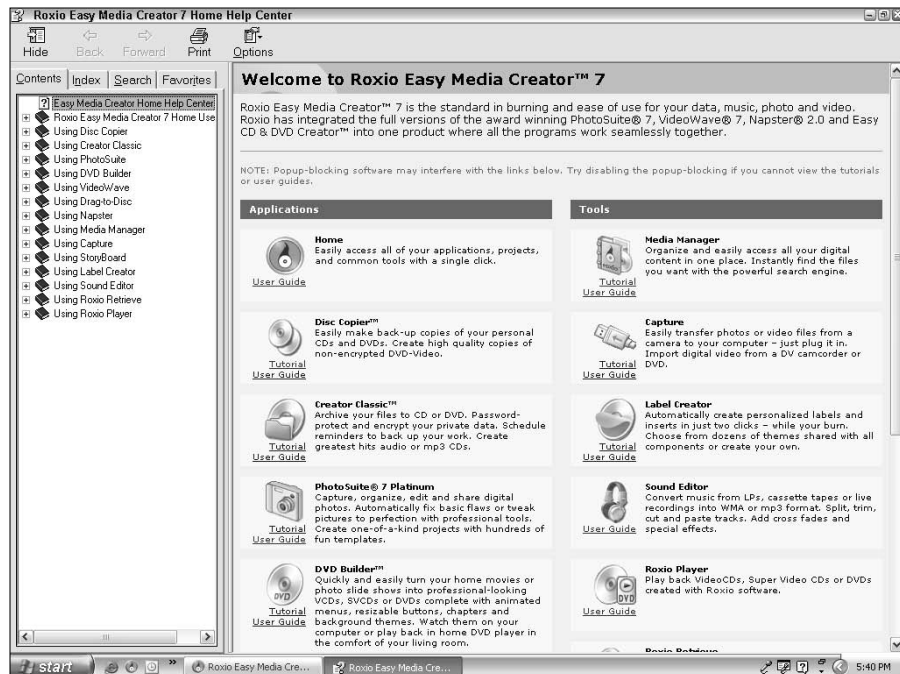 Roxio Easy Media Creator 7 Home Help Center
Hide Back Forward Print Options
Contents Index Search Favorites
Easy Media Creator Home Help Center
Roxio Easy Media Creator 7 Home Use
Using Disc Copier
Using Creator Classic
Using PhotoSuite
Using DVD Builder
Using VideoWave
Using Drag-to-Disc
Using Napster
Using Media Manager
Using Capture
Using StoryBoard
Using Label Creator
Using Sound Editor
Using Roxio Retrieve
Using Roxio Player
Welcome to Roxio Easy Media Creator™ 7
Roxio Easy Media Creator™ 7 is the standard in burning and ease of use for your data, music, photo and video.
Roxio has integrated the full versions of the award winning PhotoSuite® 7, VideoWave® 7, Napster® 2.0 and Easy
CD & DVD Creator™ into one product where all the programs work seamlessly together.
NOTE: Popup-blocking software may interfere with the links below. Try disabling the popup-blocking if you cannot view the tutorials
or user guides.
Applications
Home
Easily access all of your applications, projects,
and common tools with a single click.
User Guide
Disc Copier™
Easily make back-up copies of your personal
CDs and DVDs. Create high quality copies of
non-encrypted DVD-Video.
Tutorial
User Guide
Creator Classic™
Archive your files to CD or DVD. Password-
protect and encrypt your private data. Schedule
reminders to back up your work. Create
greatest hits audio or mp3 CDs.
Tutorial
User Guide
PhotoSuite® 7 Platinum
Capture, organize, edit and share digital
photos. Automatically fix basic flaws or tweak
pictures to perfection with professional tools.
Create one-of-a-kind projects with hundreds of
fun templates.
Tutorial
User Guide
DVD Builder™
Quickly and easily turn your home movies or
photo slide shows into professional-looking
VCDs, SVCDs or DVDs complete with animated
menus, resizable buttons, chapters and
background themes. Watch them on your
computer or play back in home DVD player in
the comfort of your living room.
DVD
Tutorial
User Guide
Tools
Media Manager
Organize and easily access all your digital
content in one place. Instantly find the files
you want with the powerful search engine.
Tutorial
User Guide
Capture
Easily transfer photos or video files from a
camera to your computer – just plug it in.
Import digital video from a DV camcorder or
DVD.
Tutorial
User Guide
Label Creator
Automatically create personalized labels and
inserts in just two clicks – while your burn.
Choose from dozens of themes shared with all
components or create your own.
Tutorial
User Guide
Sound Editor
Convert music from LPs, cassette tapes or live
recordings into WMA or mp3 format. Split, trim,
cut and paste tracks. Add cross fades and
special effects.
User Guide
Roxio Player
Play back VideoCDs, Super Video CDs or DVDs
created with Roxio software.
DVD
User Guide
Roxio Retrieve
start » Roxio Easy Media Cre... Roxio Easy Media Cre... 5:40 PM